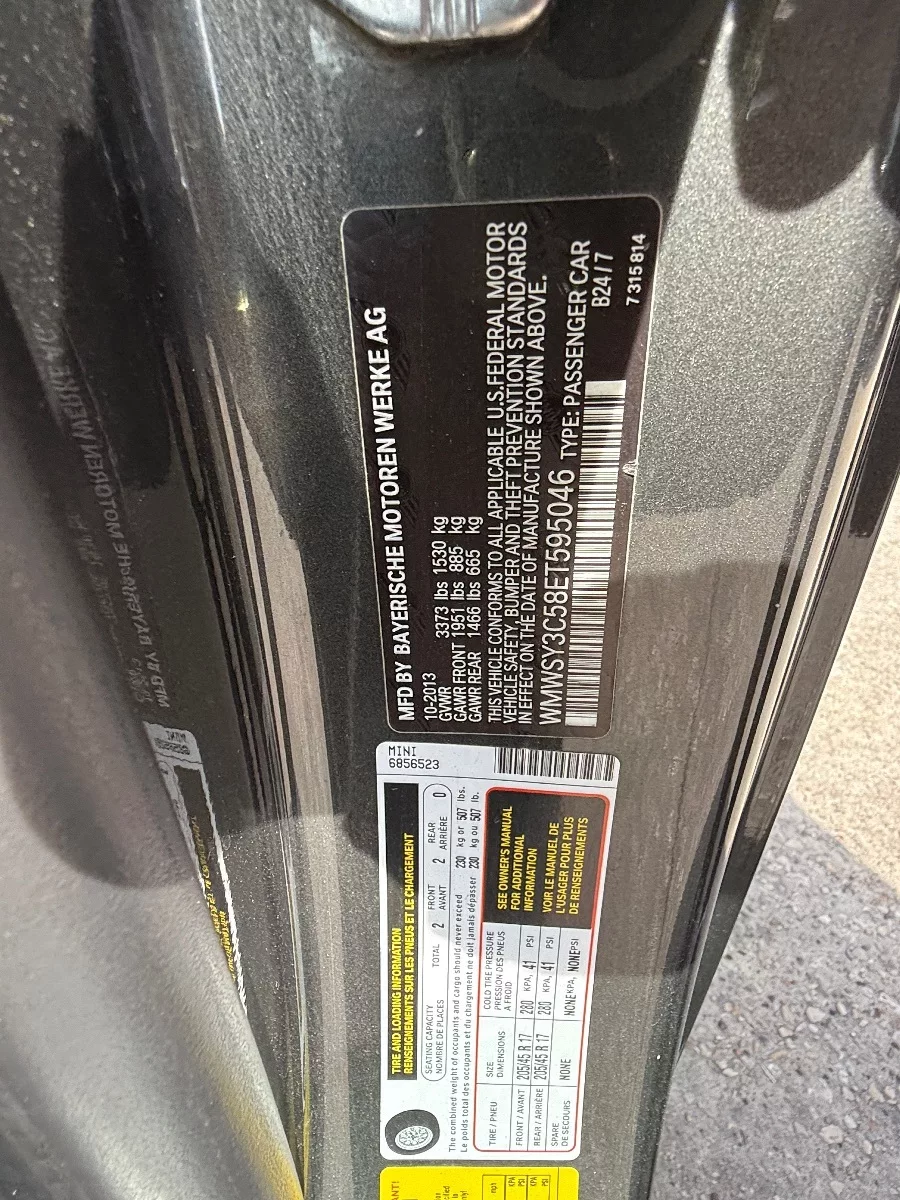 MFD BY BAYERISCHE MOTOREN WERKE AG
10-2013
GVWR 3373 lbs 1530 kg
GAWR FRONT 1951 lbs 885 kg
GAWR REAR 1466 lbs 665 kg
THIS VEHICLE CONFORMS TO ALL APPLICABLE U.S.FEDERAL MOTOR
VEHICLE SAFETY, BUMPER AND THEFT PREVENTION STANDARDS
IN EFFECT ON THE DATE OF MANUFACTURE SHOWN ABOVE.
WMWSY3C58ET595046 TYPE: PASSENGER CAR
B24/7
7 315 814
MINI
6856523
TIRE AND LOADING INFORMATION
RENSEIGNEMENTS SUR LES PNEUS ET LE CHARGEMENT
SEATING CAPACITY TOTAL 2 FRONT 2 REAR 0
NOMBRE DE PLACES AVANT ARRIÈRE
The combined weight of occupants and cargo should never exceed 230 kg or 507 lbs.
Le poids total des occupants et du chargement ne doit jamais dépasser 230 kg ou 507 lb.
TIRE / PNEU SIZE DIMENSIONS COLD TIRE PRESSURE PRESSION DES PNEUS A FROID
FRONT / AVANT 205/45 R 17 280 KPA, 41 PSI
REAR / ARRIÈRE 205/45 R 17 280 KPA, 41 PSI
SPARE DE SECOURS NONE NONE KPA, NONE PSI
SEE OWNER'S MANUAL
FOR ADDITIONAL
INFORMATION
VOIR LE MANUEL DE
L'USAGER POUR PLUS
DE RENSEIGNEMENTS
mph
KPA
PSI
KPA
PSI